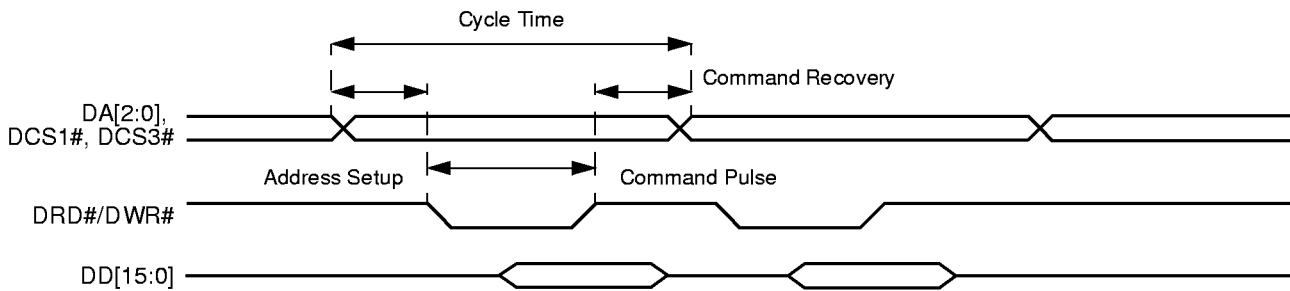 Cycle Time
Command Recovery
DA[2:0],
DCS1#, DCS3#
Address Setup
Command Pulse
DRD#/DWR#
DD[15:0]